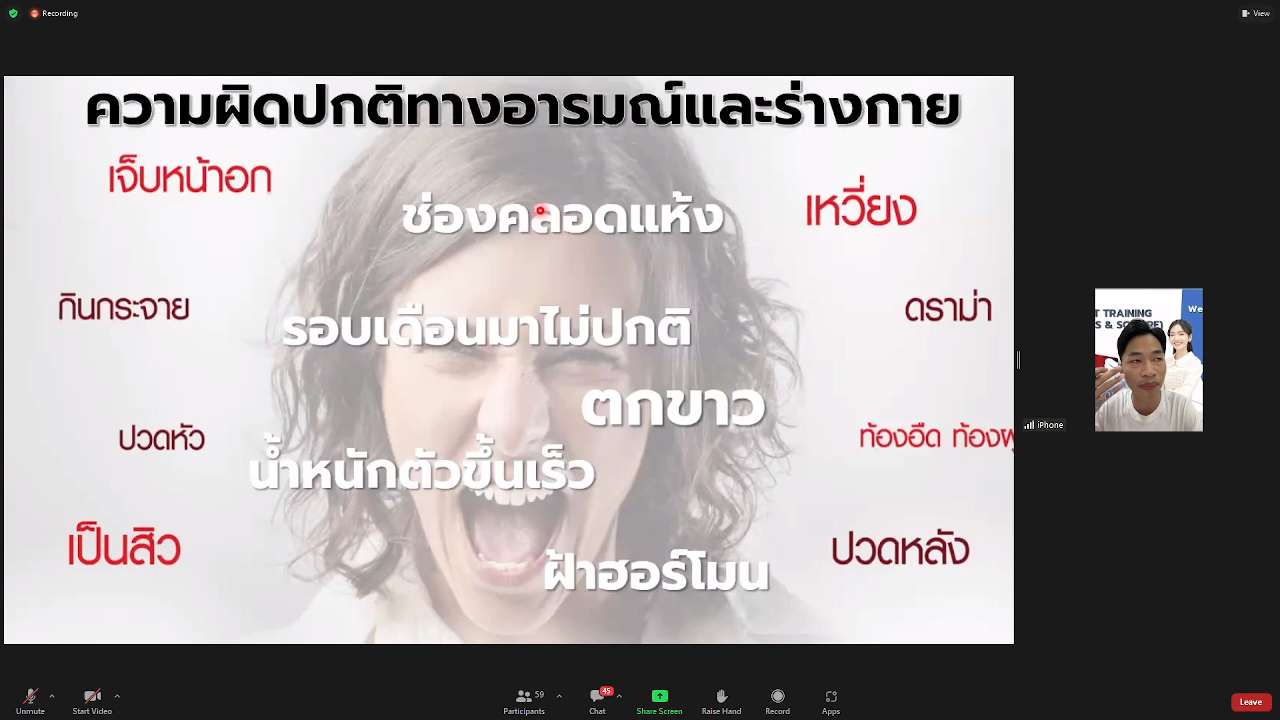 Recording
View
ความผิดปกติทางอารมณ์และร่างกาย
เจ็บหน้าอก
ช่องคลอดแห้ง
เหวี่ยง
กินกระจาย
รอบเดือนมาไม่ปกติ
ดราม่า
ตกขาว
ปวดหัว
น้ำหนักตัวขึ้นเร็ว
ท้องอืด
เป็นสิว
ปวดหลัง
ฝ้าฮอร์โมน
T TRAINING
We
iPhone
Unmute
Start Video
59
Participants
45
Chat
Share Screen
Raise Hand
Record
Apps
Leave